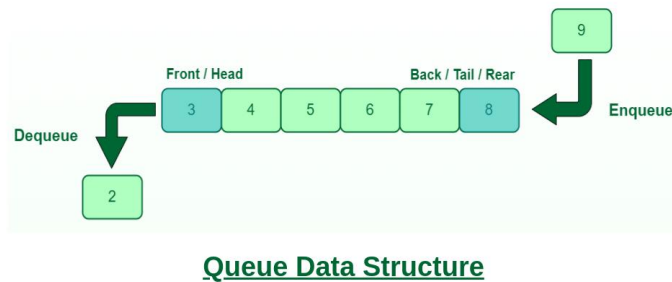 9
Front / Head
Back / Tail / Rear
3 4 5 6 7 8
Enqueue
Dequeue
2
Queue Data Structure